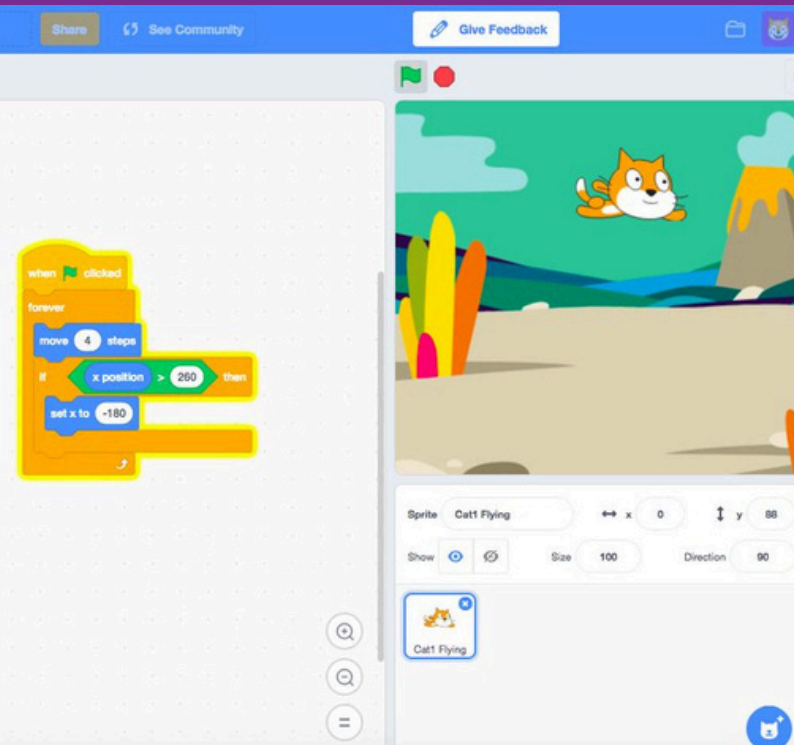 Share See Community Give Feedback
when clicked
forever
move 4 steps
if x position > 260 then
set x to -180
Sprite Cat1 Flying x 0 y 88
Show Size 100 Direction 90
Cat1 Flying